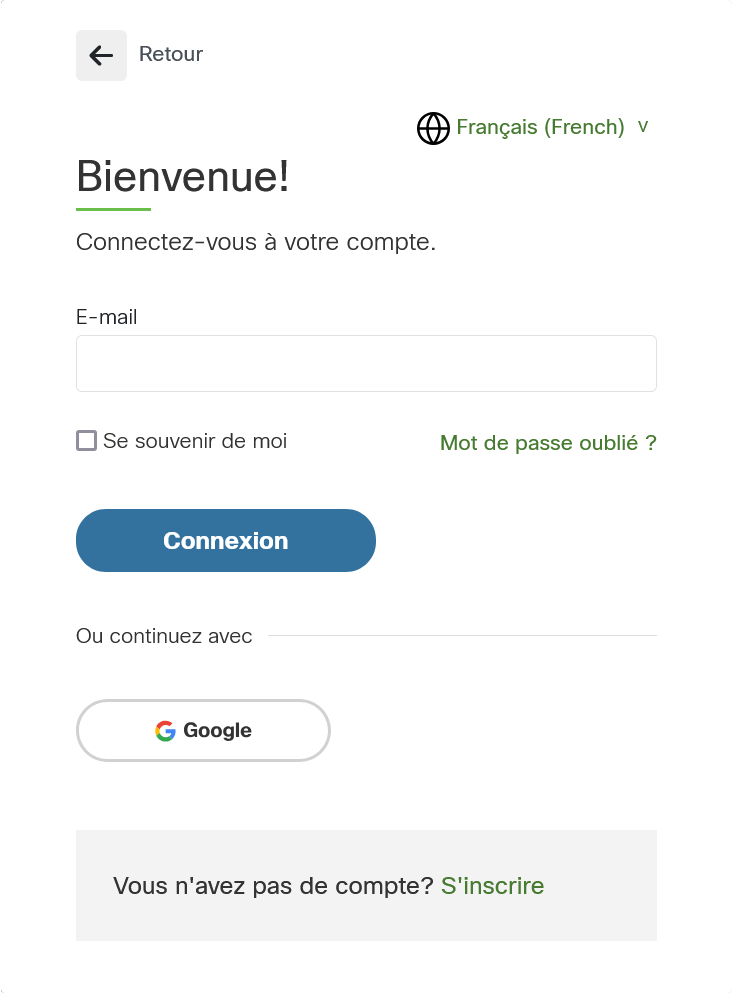 Retour
Français (French) v
Bienvenue!
Connectez-vous à votre compte.
E-mail
Se souvenir de moi
Mot de passe oublié ?
Connexion
Ou continuez avec
Google
Vous n'avez pas de compte? S'inscrire